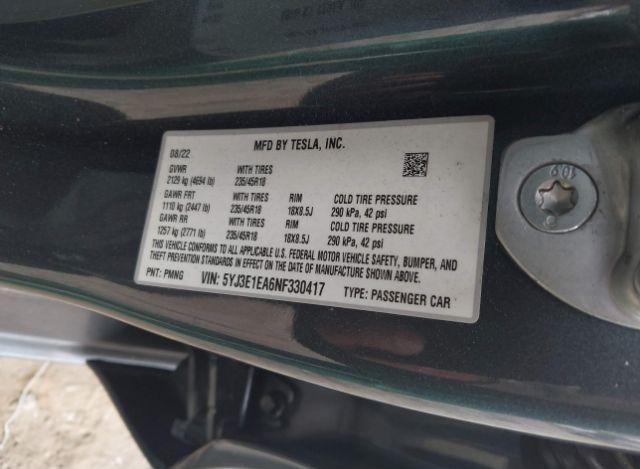 MFD BY TESLA, INC.
08/22
GVWR WITH TIRES
2129 kg (4694 lb) 235/45R18
GAWR FRT WITH TIRES RIM COLD TIRE PRESSURE
1110 kg (2447 lb) 235/45R18 18X8.5J 290 kPa, 42 psi
GAWR RR WITH TIRES RIM COLD TIRE PRESSURE
1257 kg (2771 lb) 235/45R18 18X8.5J 290 kPa, 42 psi
THIS VEHICLE CONFORMS TO ALL APPLICABLE U.S. FEDERAL MOTOR VEHICLE SAFETY, BUMPER, AND
THEFT PREVENTION STANDARDS IN EFFECT ON THE DATE OF MANUFACTURE SHOWN ABOVE.
PNT: PMNG VIN: 5YJ3E1EA6NF330417 TYPE: PASSENGER CAR